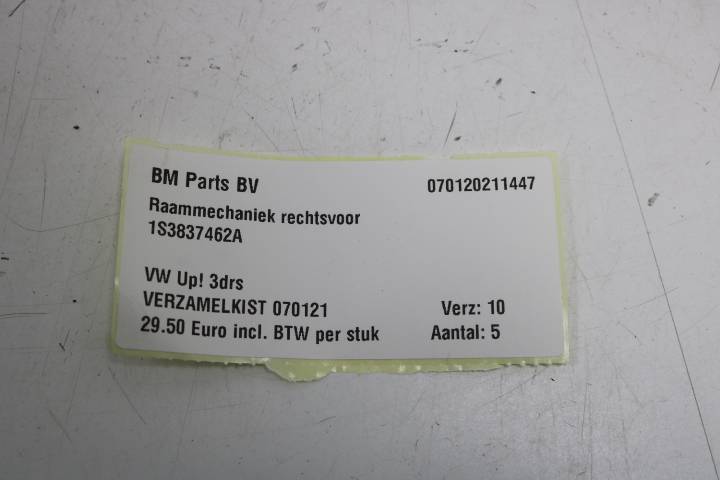 BM Parts BV 070120211447
Raammechaniek rechtsvoor
1S3837462A
VW Up! 3drs
VERZAMELKIST 070121 Verz: 10
29.50 Euro incl. BTW per stuk Aantal: 5